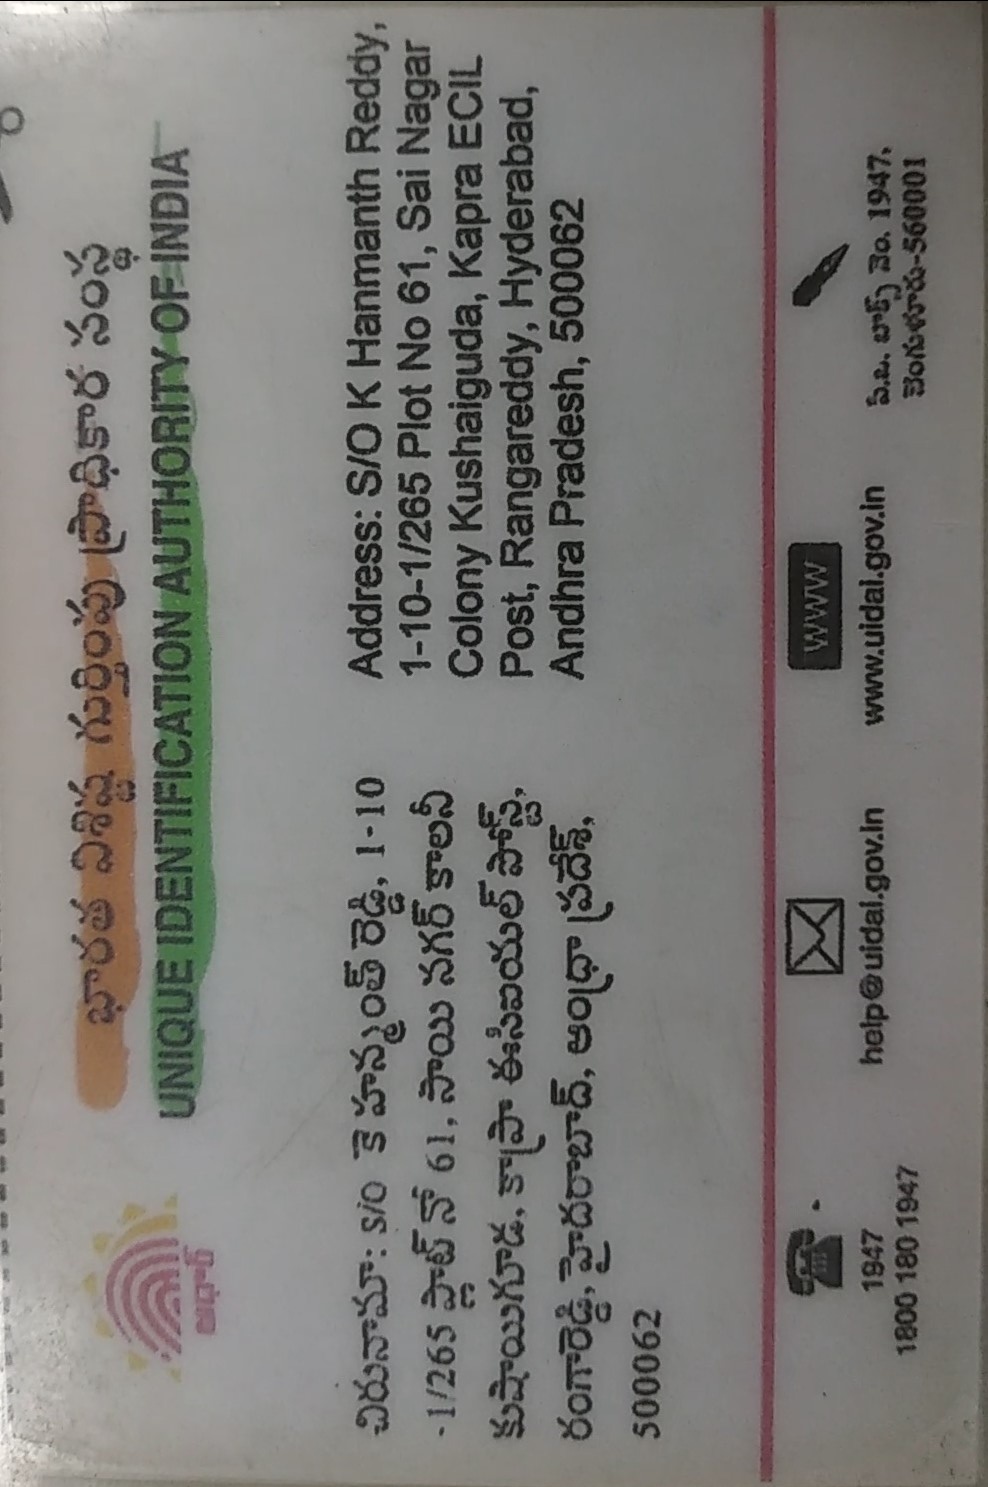 భారత విశిష్ట గుర్తింపు ప్రాధికార సంస్థ
UNIQUE IDENTIFICATION AUTHORITY OF INDIA
ఆధార్
చిరునామా: S/O కె హన్మంత్ రెడ్డి, 1-10
-1/265 ప్లాట్ నో 61, సాయి నగర్ కాలనీ
కుషాయిగూడ, కాప్రా ఈసిఐయల్ పోస్ట్,
రంగారెడ్డి, హైదరాబాద్, ఆంధ్రా ప్రదేశ్,
500062
Address: S/O K Hanmanth Reddy,
1-10-1/265 Plot No 61, Sai Nagar
Colony Kushaiguda, Kapra ECIL
Post, Rangareddy, Hyderabad,
Andhra Pradesh, 500062
1947
1800 180 1947
help@uidai.gov.in
WWW
www.uidai.gov.in
పి.బి. బాక్స్ నెం. 1947,
బెంగుళూరు-560001